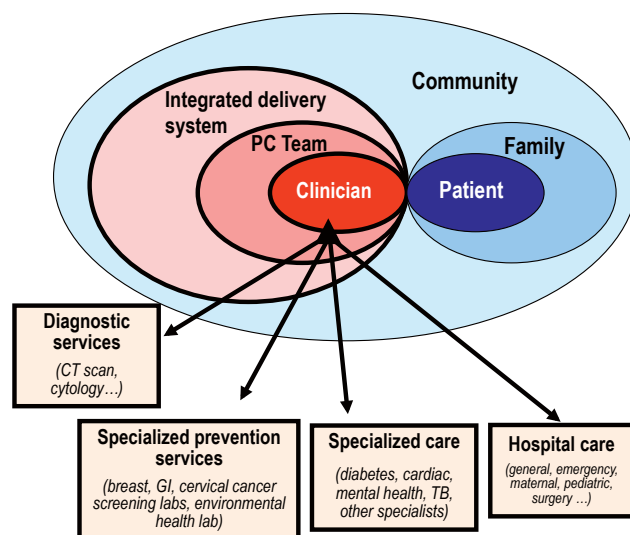 Community
Integrated delivery
system
PC Team
Family
Clinician
Patient
Diagnostic
services
(CT scan,
cytology…)
Specialized prevention
services
(breast, GI, cervical cancer
screening labs, environmental
health lab)
Specialized care
(diabetes, cardiac,
mental health, TB,
other specialists)
Hospital care
(general, emergency,
maternal, pediatric,
surgery …)